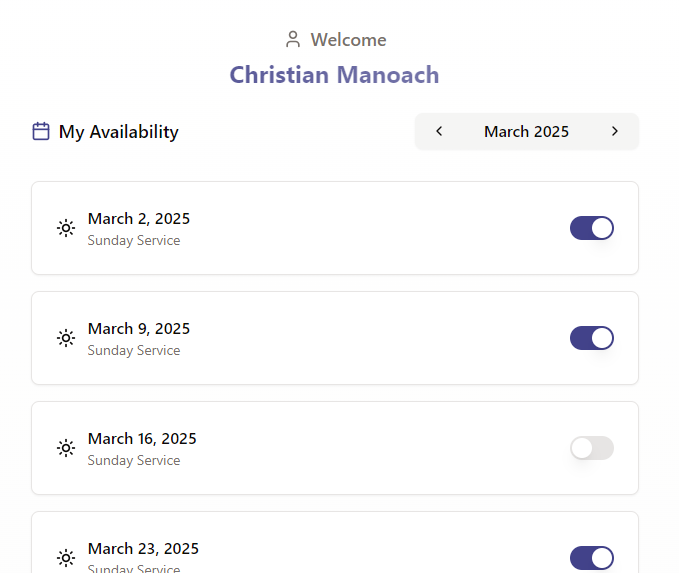 Welcome
Christian Manoach
My Availability
March 2025
March 2, 2025
Sunday Service
March 9, 2025
Sunday Service
March 16, 2025
Sunday Service
March 23, 2025
Sunday Service